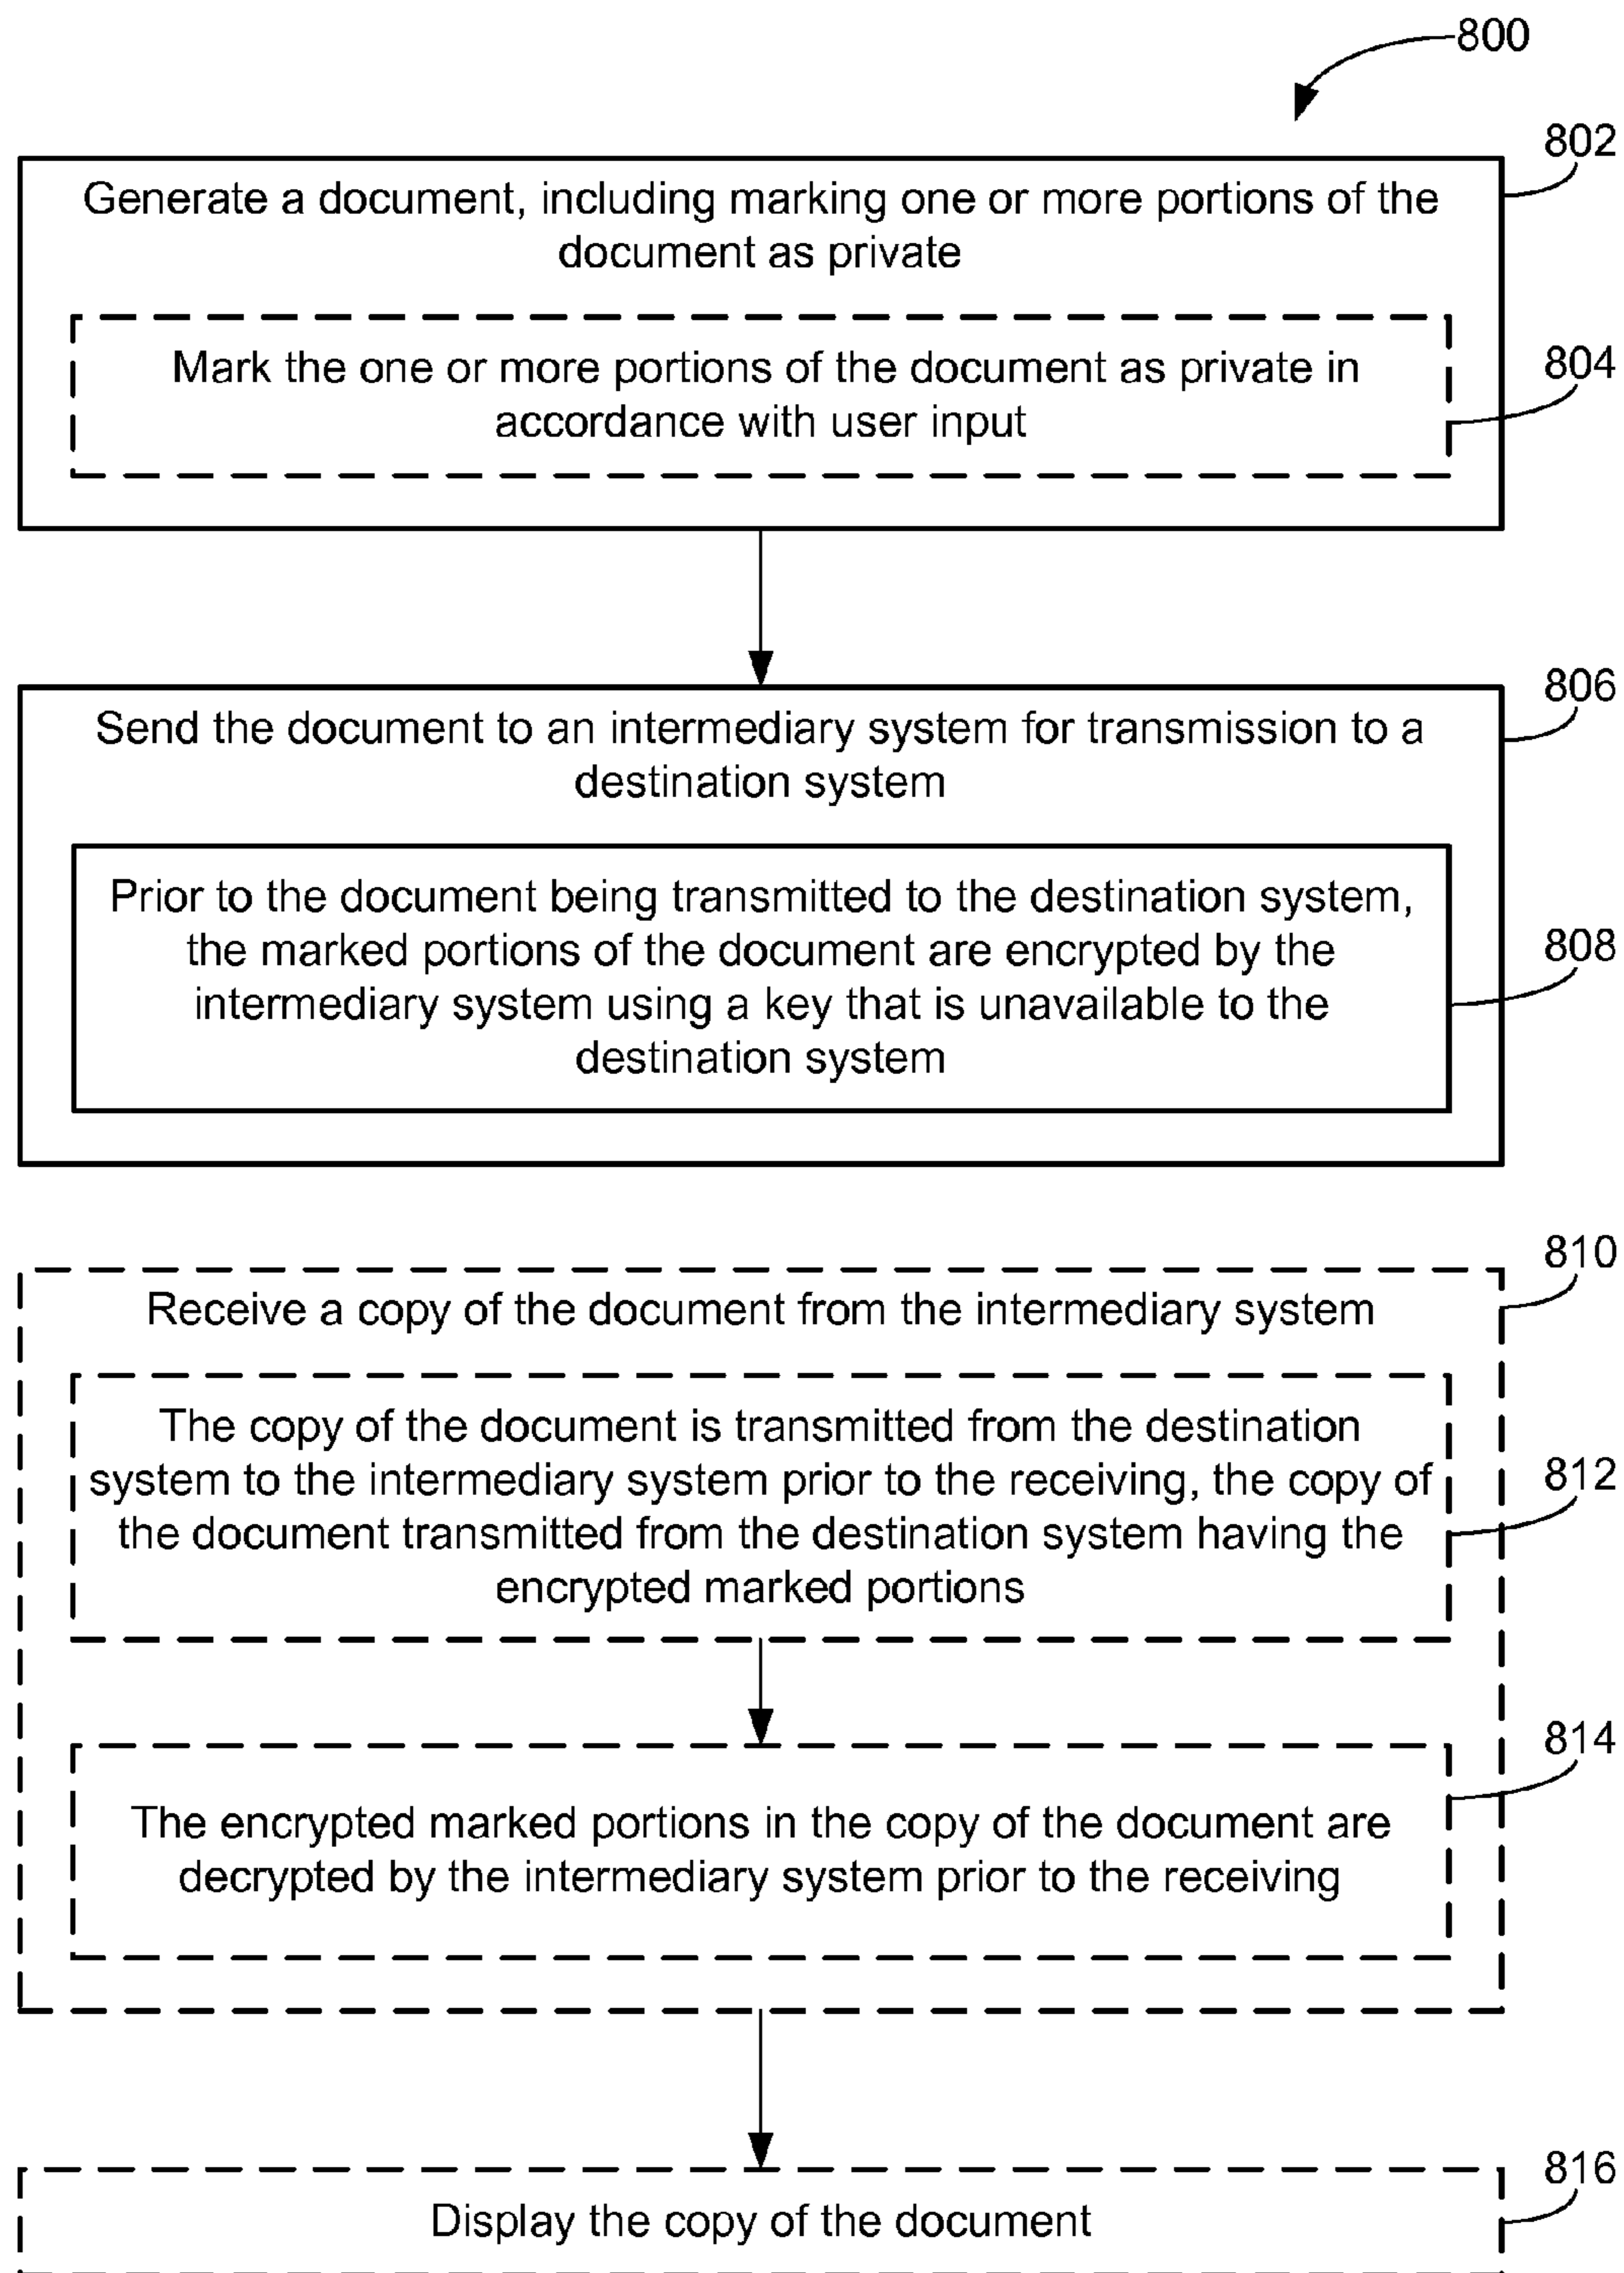 800
802
Generate a document, including marking one or more portions of the
document as private
804
Mark the one or more portions of the document as private in
accordance with user input
806
Send the document to an intermediary system for transmission to a
destination system
808
Prior to the document being transmitted to the destination system,
the marked portions of the document are encrypted by the
intermediary system using a key that is unavailable to the
destination system
810
Receive a copy of the document from the intermediary system
812
The copy of the document is transmitted from the destination
system to the intermediary system prior to the receiving, the copy of
the document transmitted from the destination system having the
encrypted marked portions
814
The encrypted marked portions in the copy of the document are
decrypted by the intermediary system prior to the receiving
816
Display the copy of the document